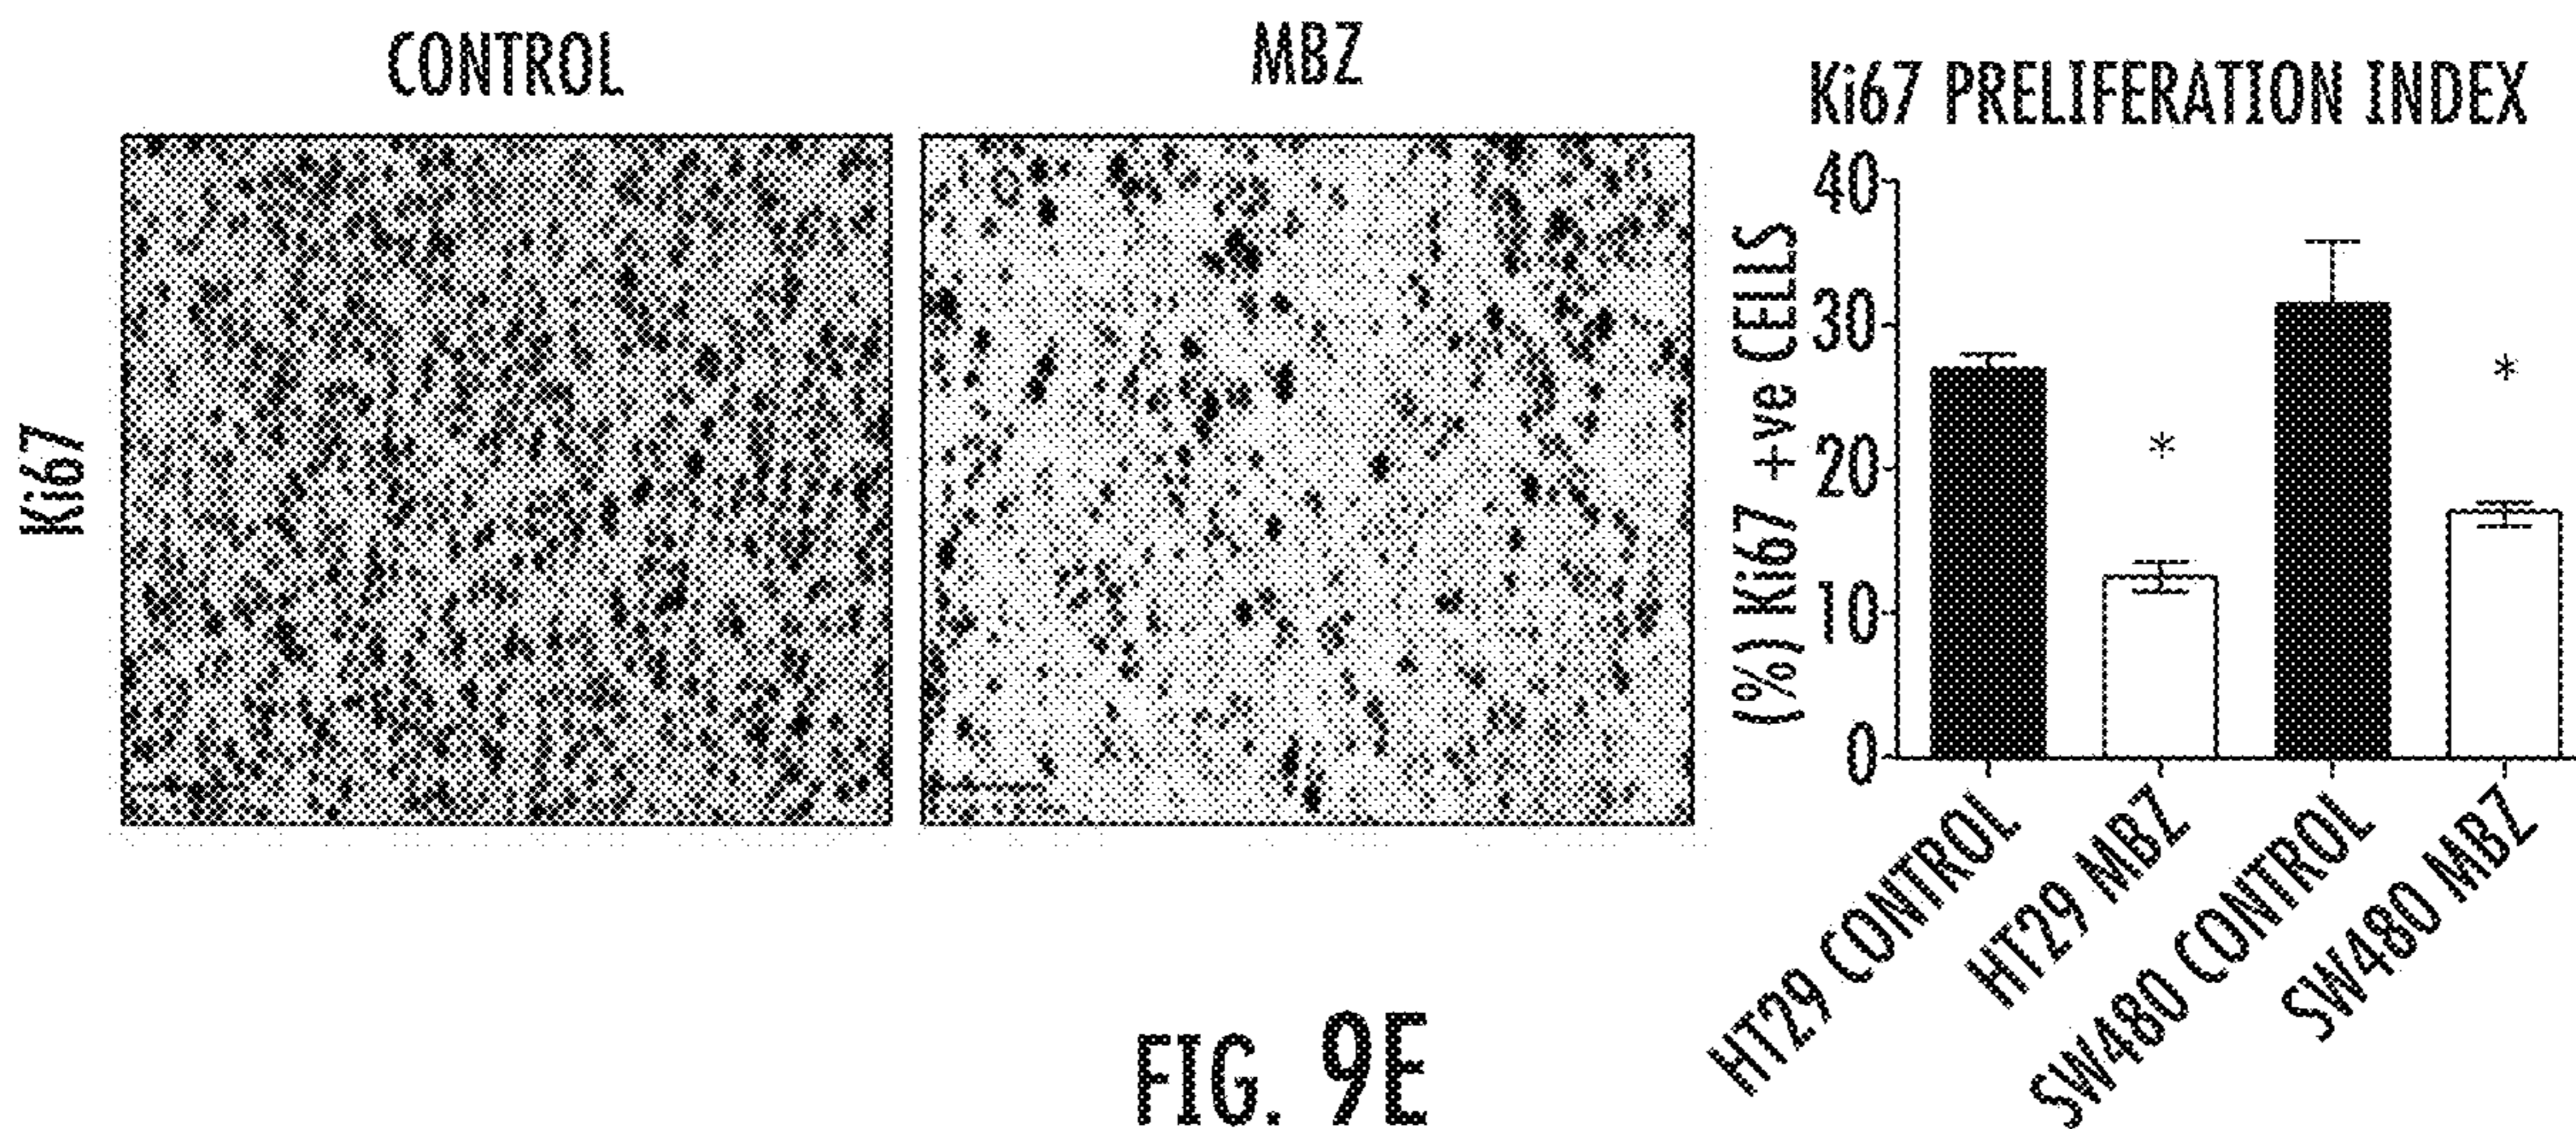 CONTROL
MBZ
Ki67
Ki67 PRELIFERATION INDEX
(%) Ki67 +ve CELLS
40
30
20
10
0
*
*
HT29 CONTROL
HT29 MBZ
SW480 CONTROL
SW480 MBZ
FIG. 9E